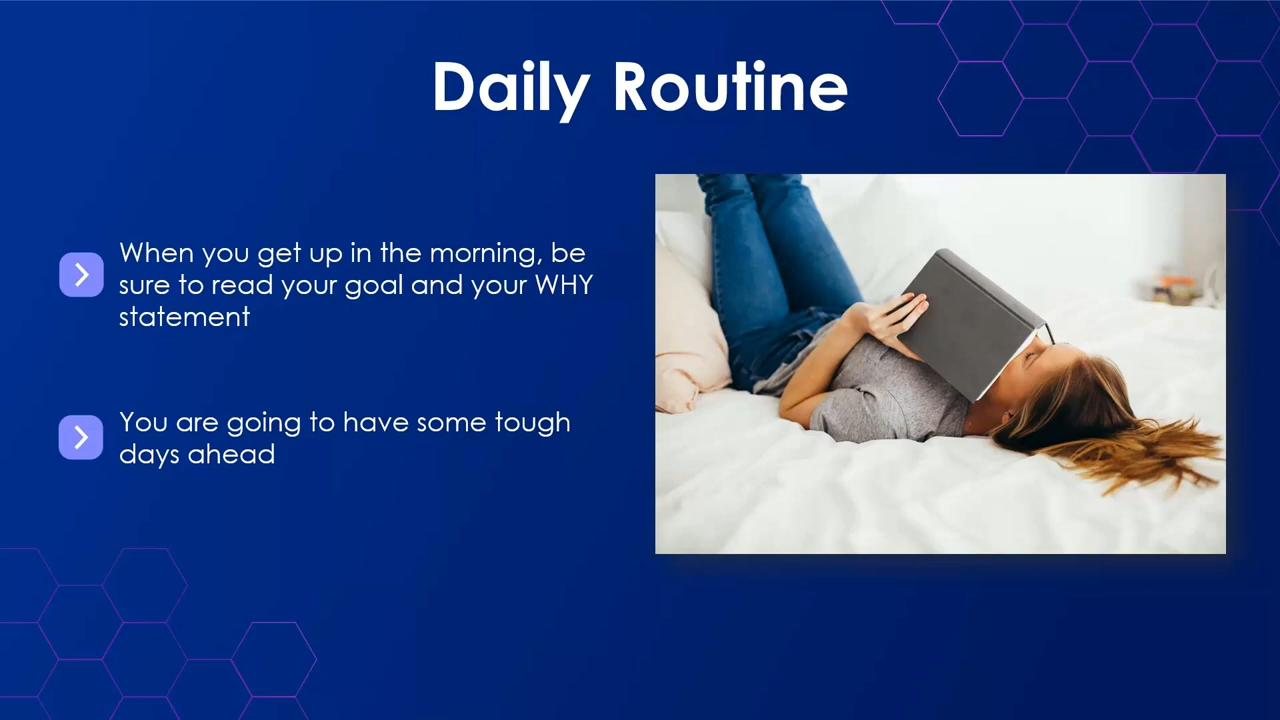 Daily Routine
When you get up in the morning, be
sure to read your goal and your WHY
statement
You are going to have some tough
days ahead